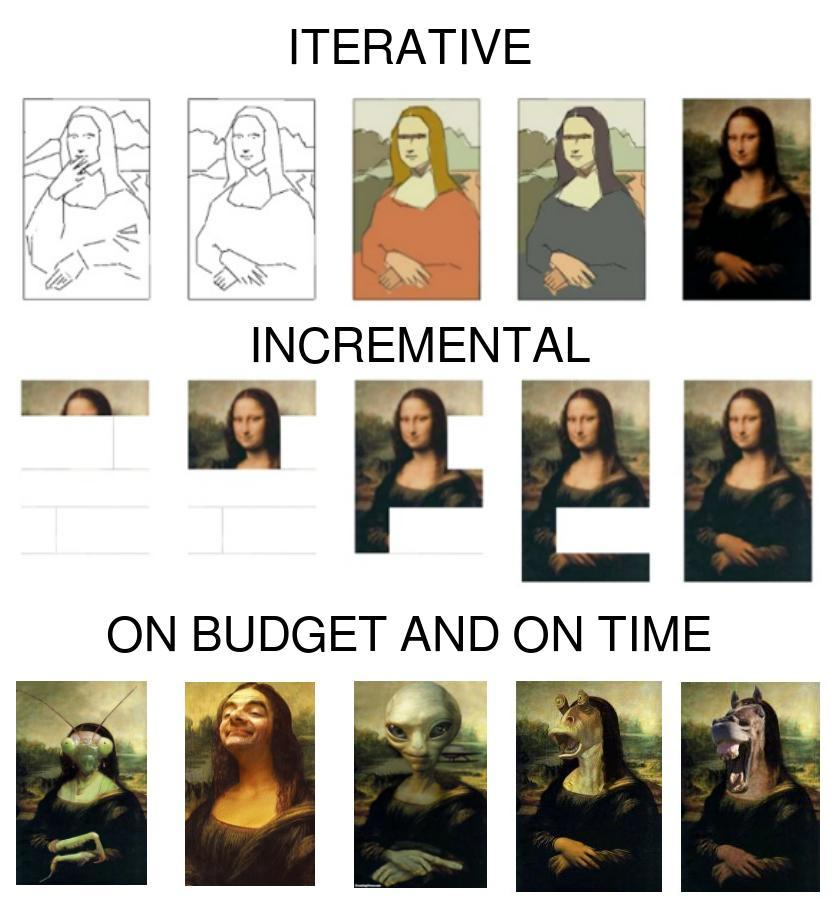 ITERATIVE
INCREMENTAL
ON BUDGET AND ON TIME